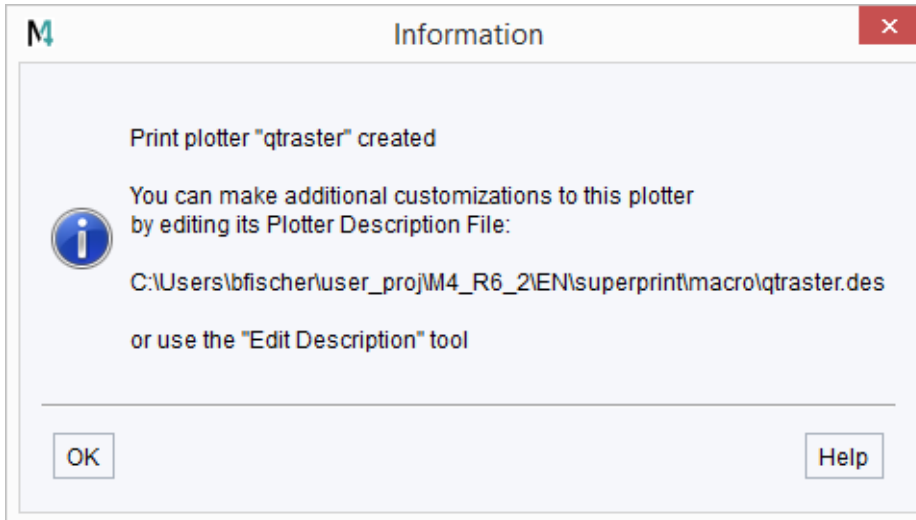 M4
Information
Print plotter "qtraster" created
You can make additional customizations to this plotter
by editing its Plotter Description File:
C:\Users\bfischer\user_proj\M4_R6_2\EN\superprint\macro\qtraster.des
or use the "Edit Description" tool
OK
Help